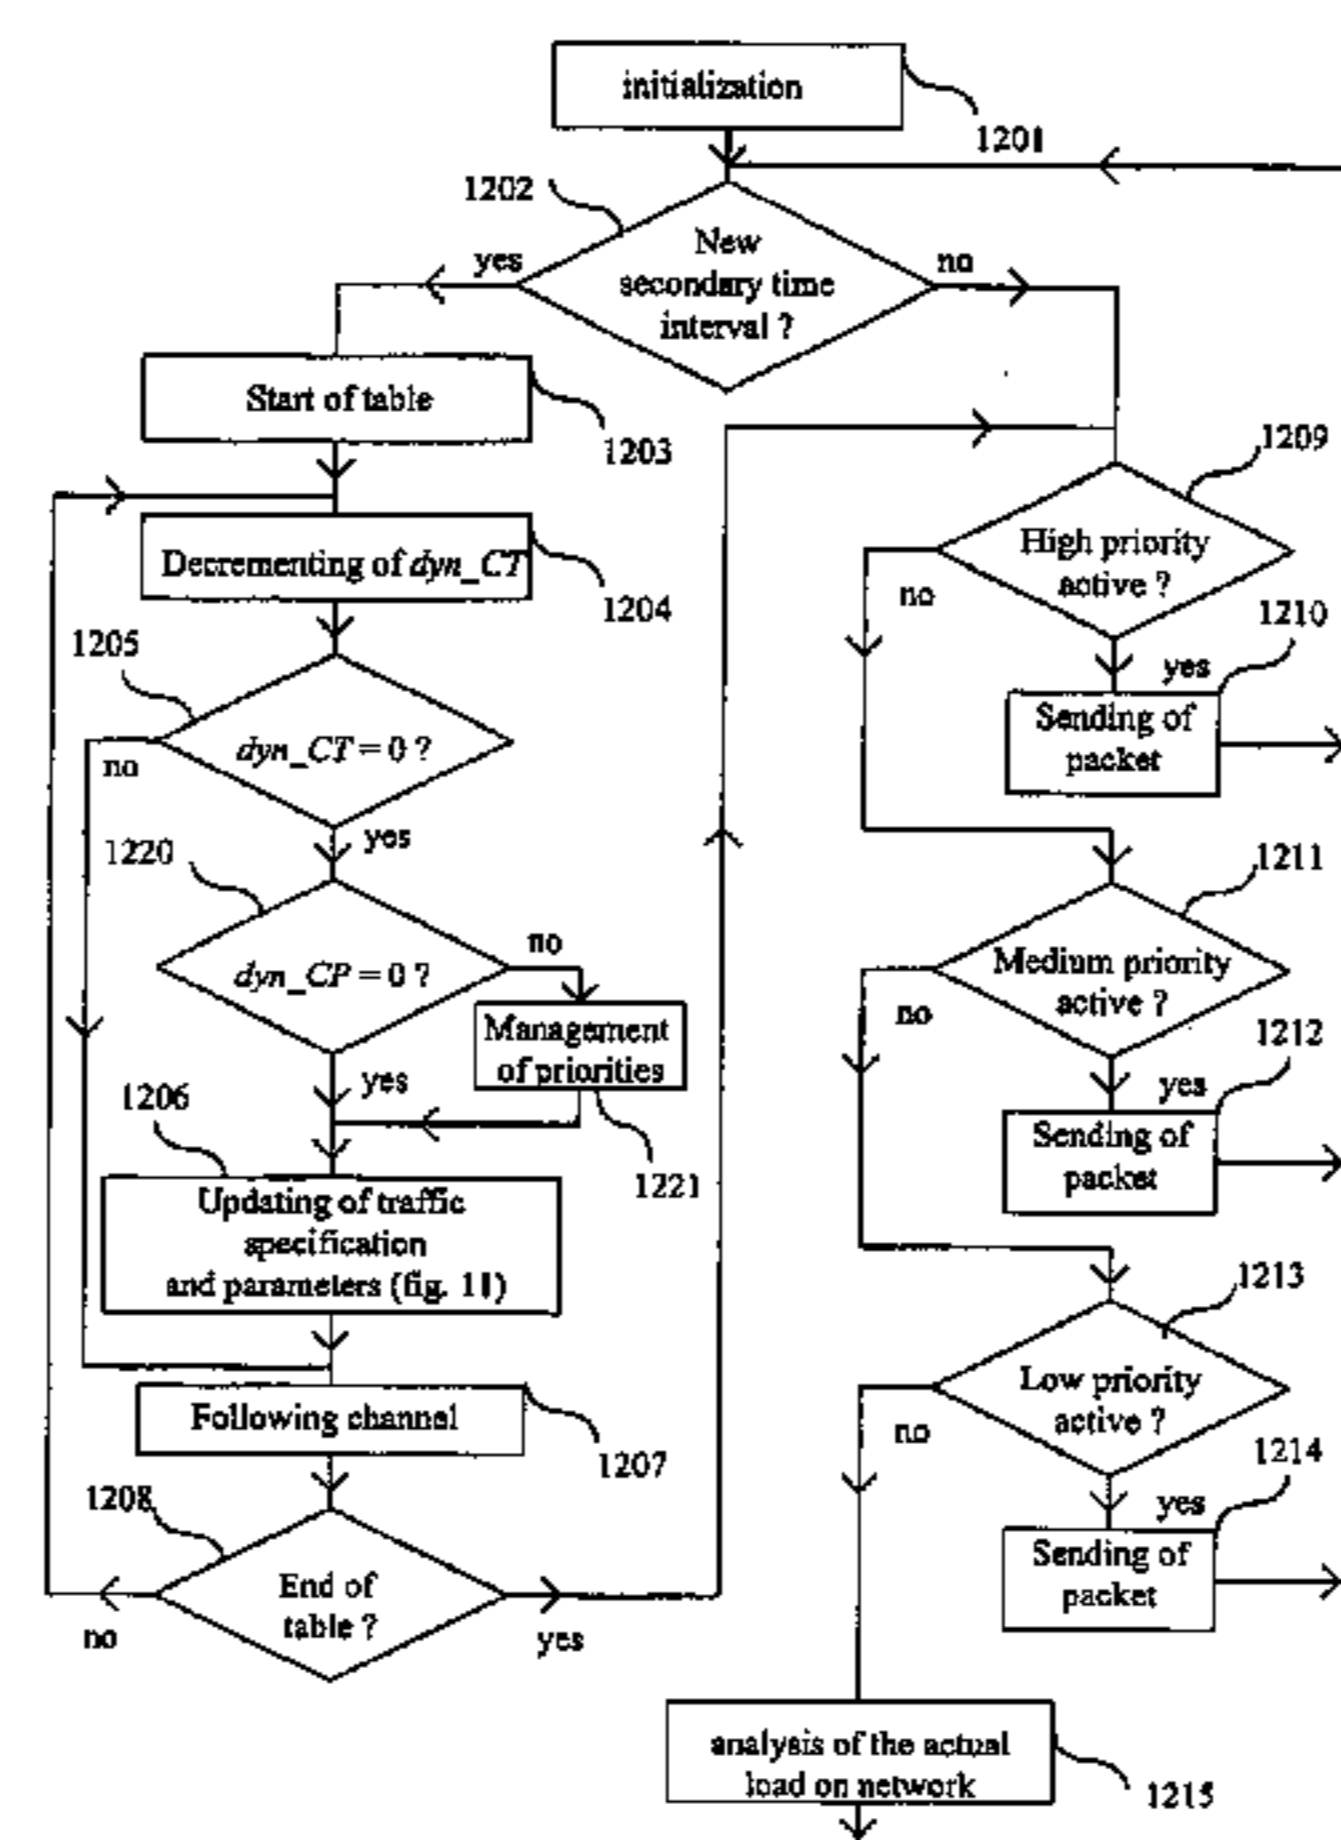 initialization
1201
1202
New
secondary time
interval ?
yes
no
Start of table
1203
Decrementing of dyn_CT
1204
1205
dyn_CT = 0 ?
no
yes
1220
dyn_CP = 0 ?
no
Management
of priorities
1221
yes
1206
Updating of traffic
specification
and parameters (fig. 11)
Following channel
1207
1208
End of
table ?
no
yes
1209
High priority
active ?
no
yes
1210
Sending of
packet
1211
Medium priority
active ?
no
yes
1212
Sending of
packet
1213
Low priority
active ?
no
yes
1214
Sending of
packet
analysis of the actual
load on network
1215